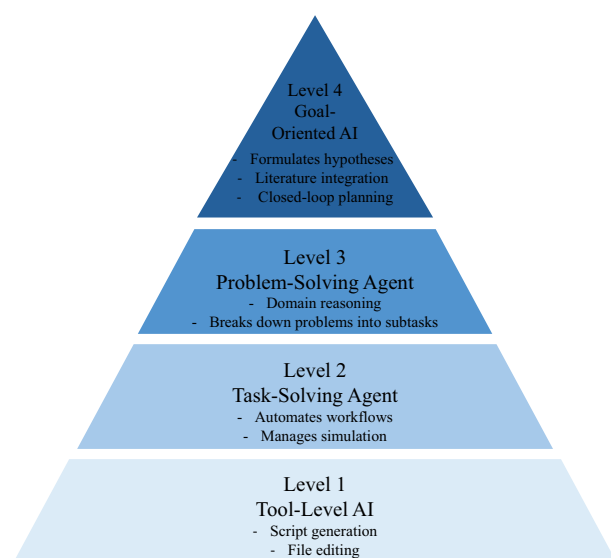 Level 4
Goal-
Oriented AI
- Formulates hypotheses
- Literature integration
- Closed-loop planning
Level 3
Problem-Solving Agent
- Domain reasoning
- Breaks down problems into subtasks
Level 2
Task-Solving Agent
- Automates workflows
- Manages simulation
Level 1
Tool-Level AI
- Script generation
- File editing